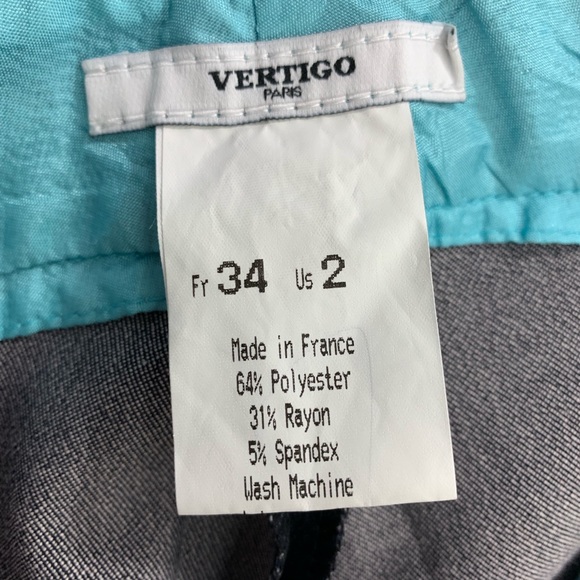 VERTIGO
PARIS
Fr 34 Us 2
Made in France
64% Polyester
31% Rayon
5% Spandex
Wash Machine